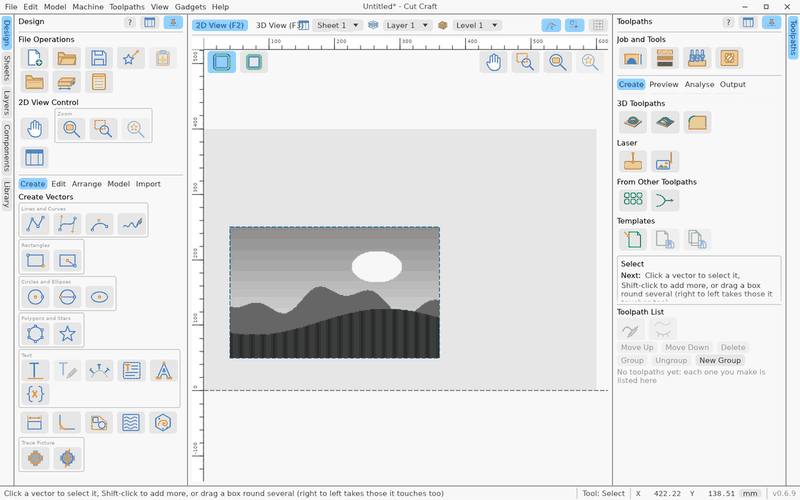 Untitled* - Cut Craft
File Edit Model Machine Toolpaths View Gadgets Help
Design
Sheets
Layers
Components
Library
Design
?
File Operations
2D View Control
Zoom
Create Edit Arrange Model Import
Create Vectors
Lines and Curves
Rectangles
Circles and Ellipses
Polygons and Stars
Text
Trace Picture
2D View (F2) 3D View (F3) Sheet 1 Layer 1 Level 1
100 200 300 400 500 600
500
400
300
200
100
0
-100
Toolpaths
?
Job and Tools
Create Preview Analyse Output
3D Toolpaths
Laser
From Other Toolpaths
Templates
Select
Next: Click a vector to select it,
Shift-click to add more, or drag a box
round several (right to left takes those it
Toolpath List
Move Up Move Down Delete
Group Ungroup New Group
No toolpaths yet: each one you make is
listed here
Toolpaths
Click a vector to select it, Shift-click to add more, or drag a box round several (right to left takes those it touches too)
Tool: Select X 422.22 Y 138.51 mm v0.6.9